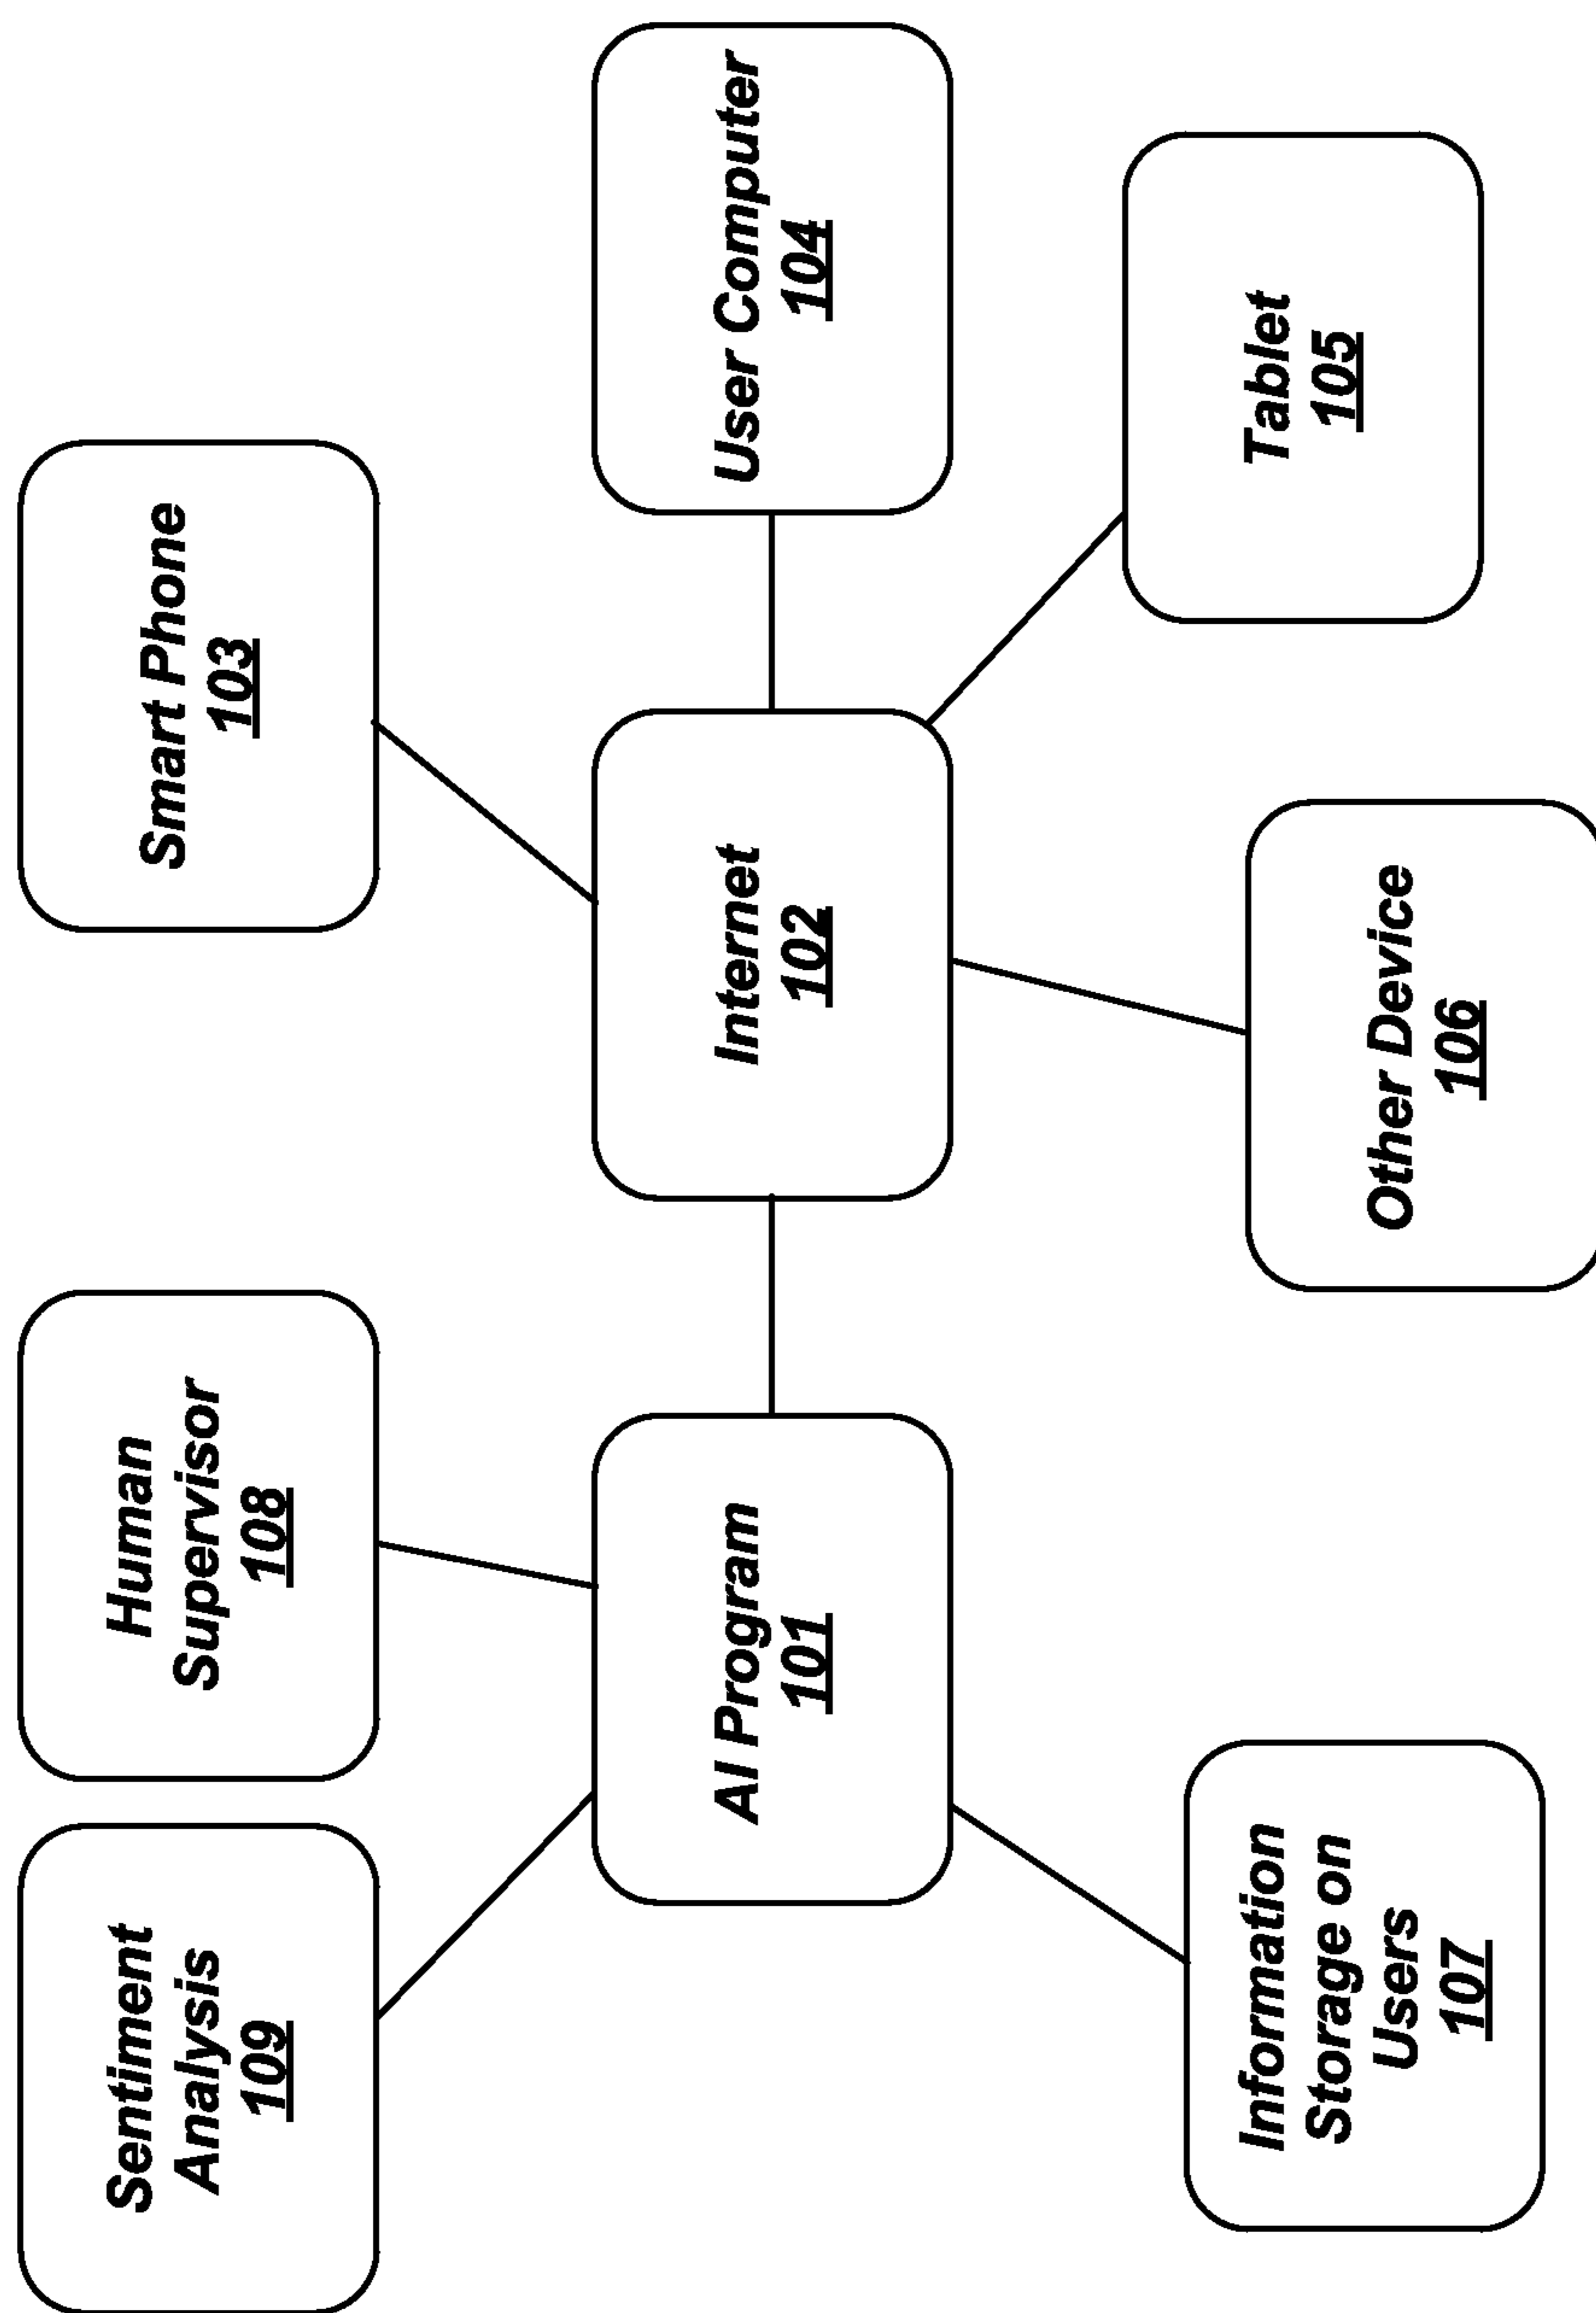 Sentiment
Analysis
109
Human
Supervisor
108
Smart Phone
103
AI Program
101
Internet
102
User Computer
104
Information
Storage on
Users
107
Other Device
106
Tablet
105